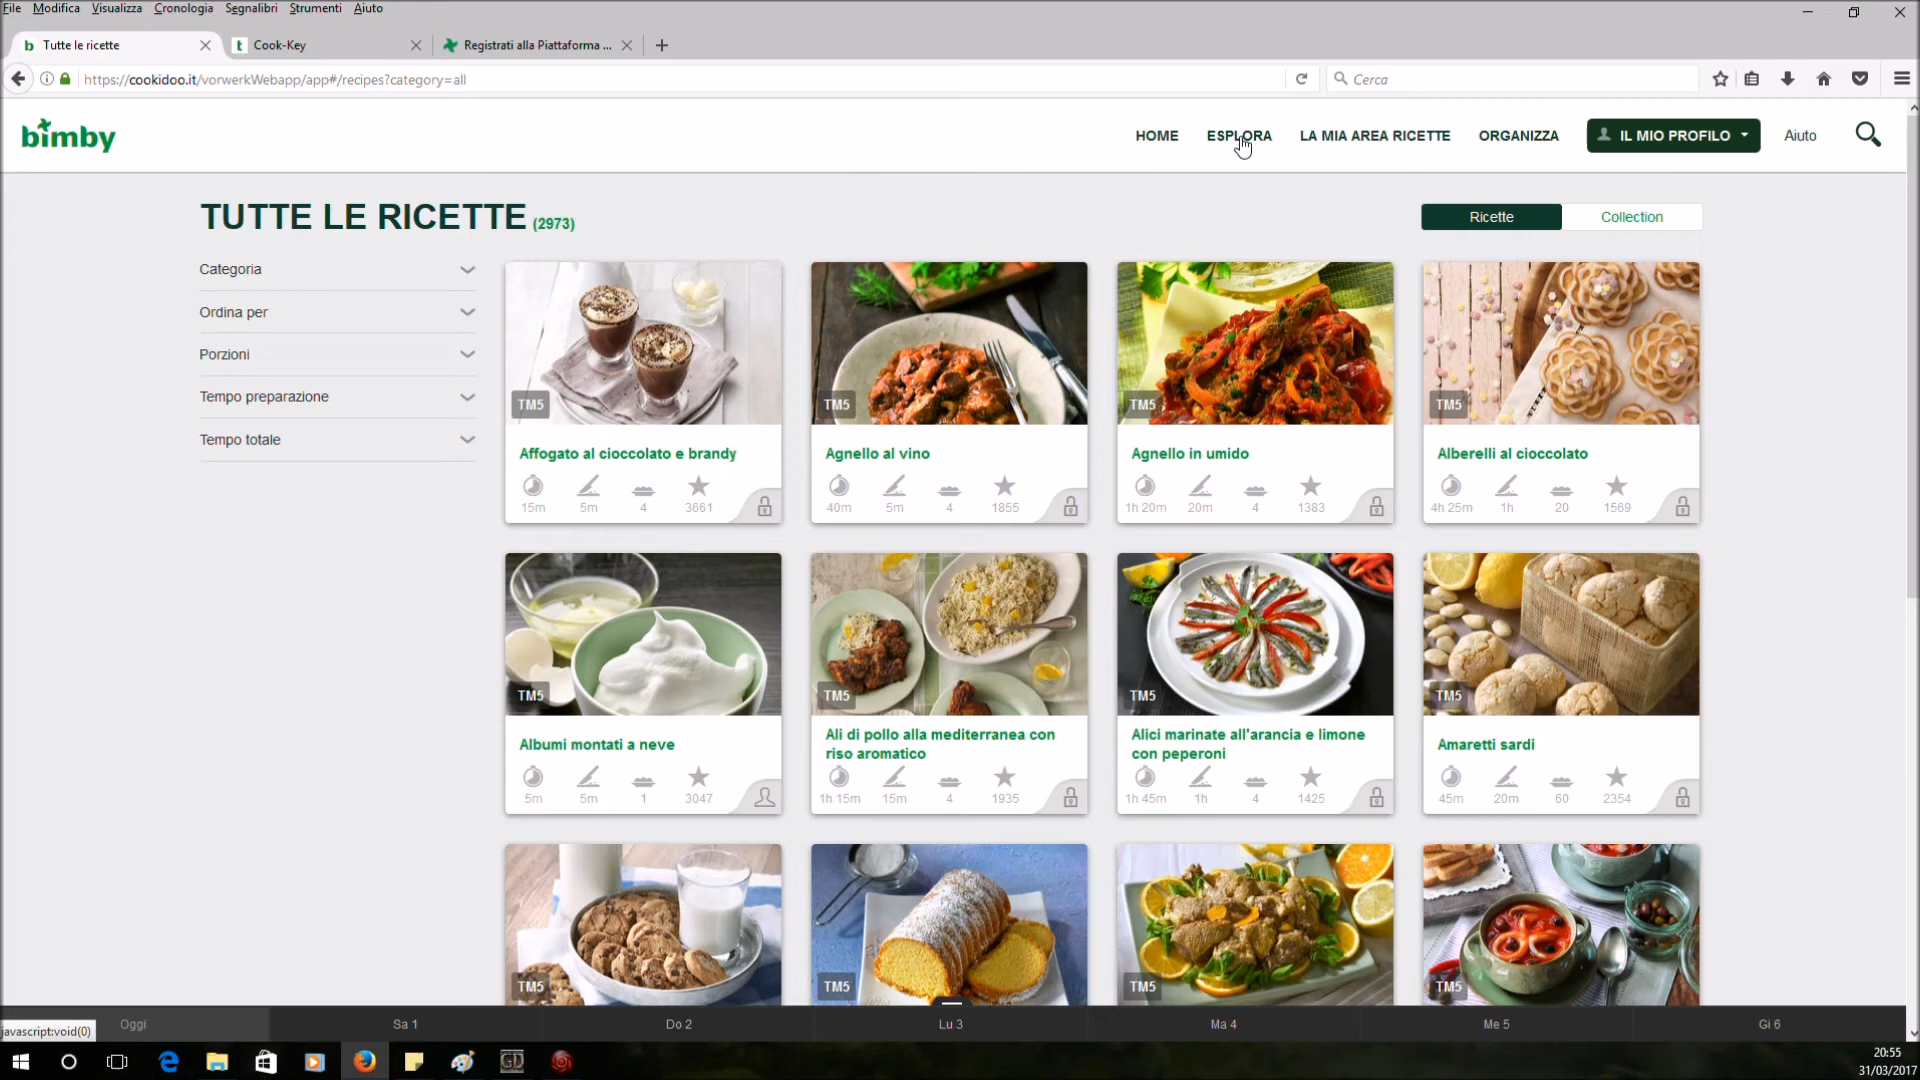 File Modifica Visualizza Cronologia Segnalibri Strumenti Aiuto
Tutte le ricette Cook-Key Registrati alla Piattaforma ...
https://cookidoo.it/vorwerkWebapp/app#/recipes?category=all Cerca
bimby HOME ESPLORA LA MIA AREA RICETTE ORGANIZZA IL MIO PROFILO Aiuto
TUTTE LE RICETTE (2973) Ricette Collection
Categoria
Ordina per
Porzioni
Tempo preparazione
Tempo totale
TM5 TM5 TM5 TM5
Affogato al cioccolato e brandy Agnello al vino Agnello in umido Alberelli al cioccolato
15m 5m 4 3661 40m 5m 4 1855 1h 20m 20m 4 1383 4h 25m 1h 20 1569
TM5 TM5 TM5 TM5
Albumi montati a neve Ali di pollo alla mediterranea con riso aromatico Alici marinate all'arancia e limone con peperoni Amaretti sardi
5m 5m 1 3047 1h 15m 15m 4 1935 1h 45m 1h 4 1425 45m 20m 60 2354
TM5 TM5 TM5 TM5
javascript:void(0) Oggi Sa 1 Do 2 Lu 3 Ma 4 Me 5 Gi 6
GD
20:55
31/03/2017